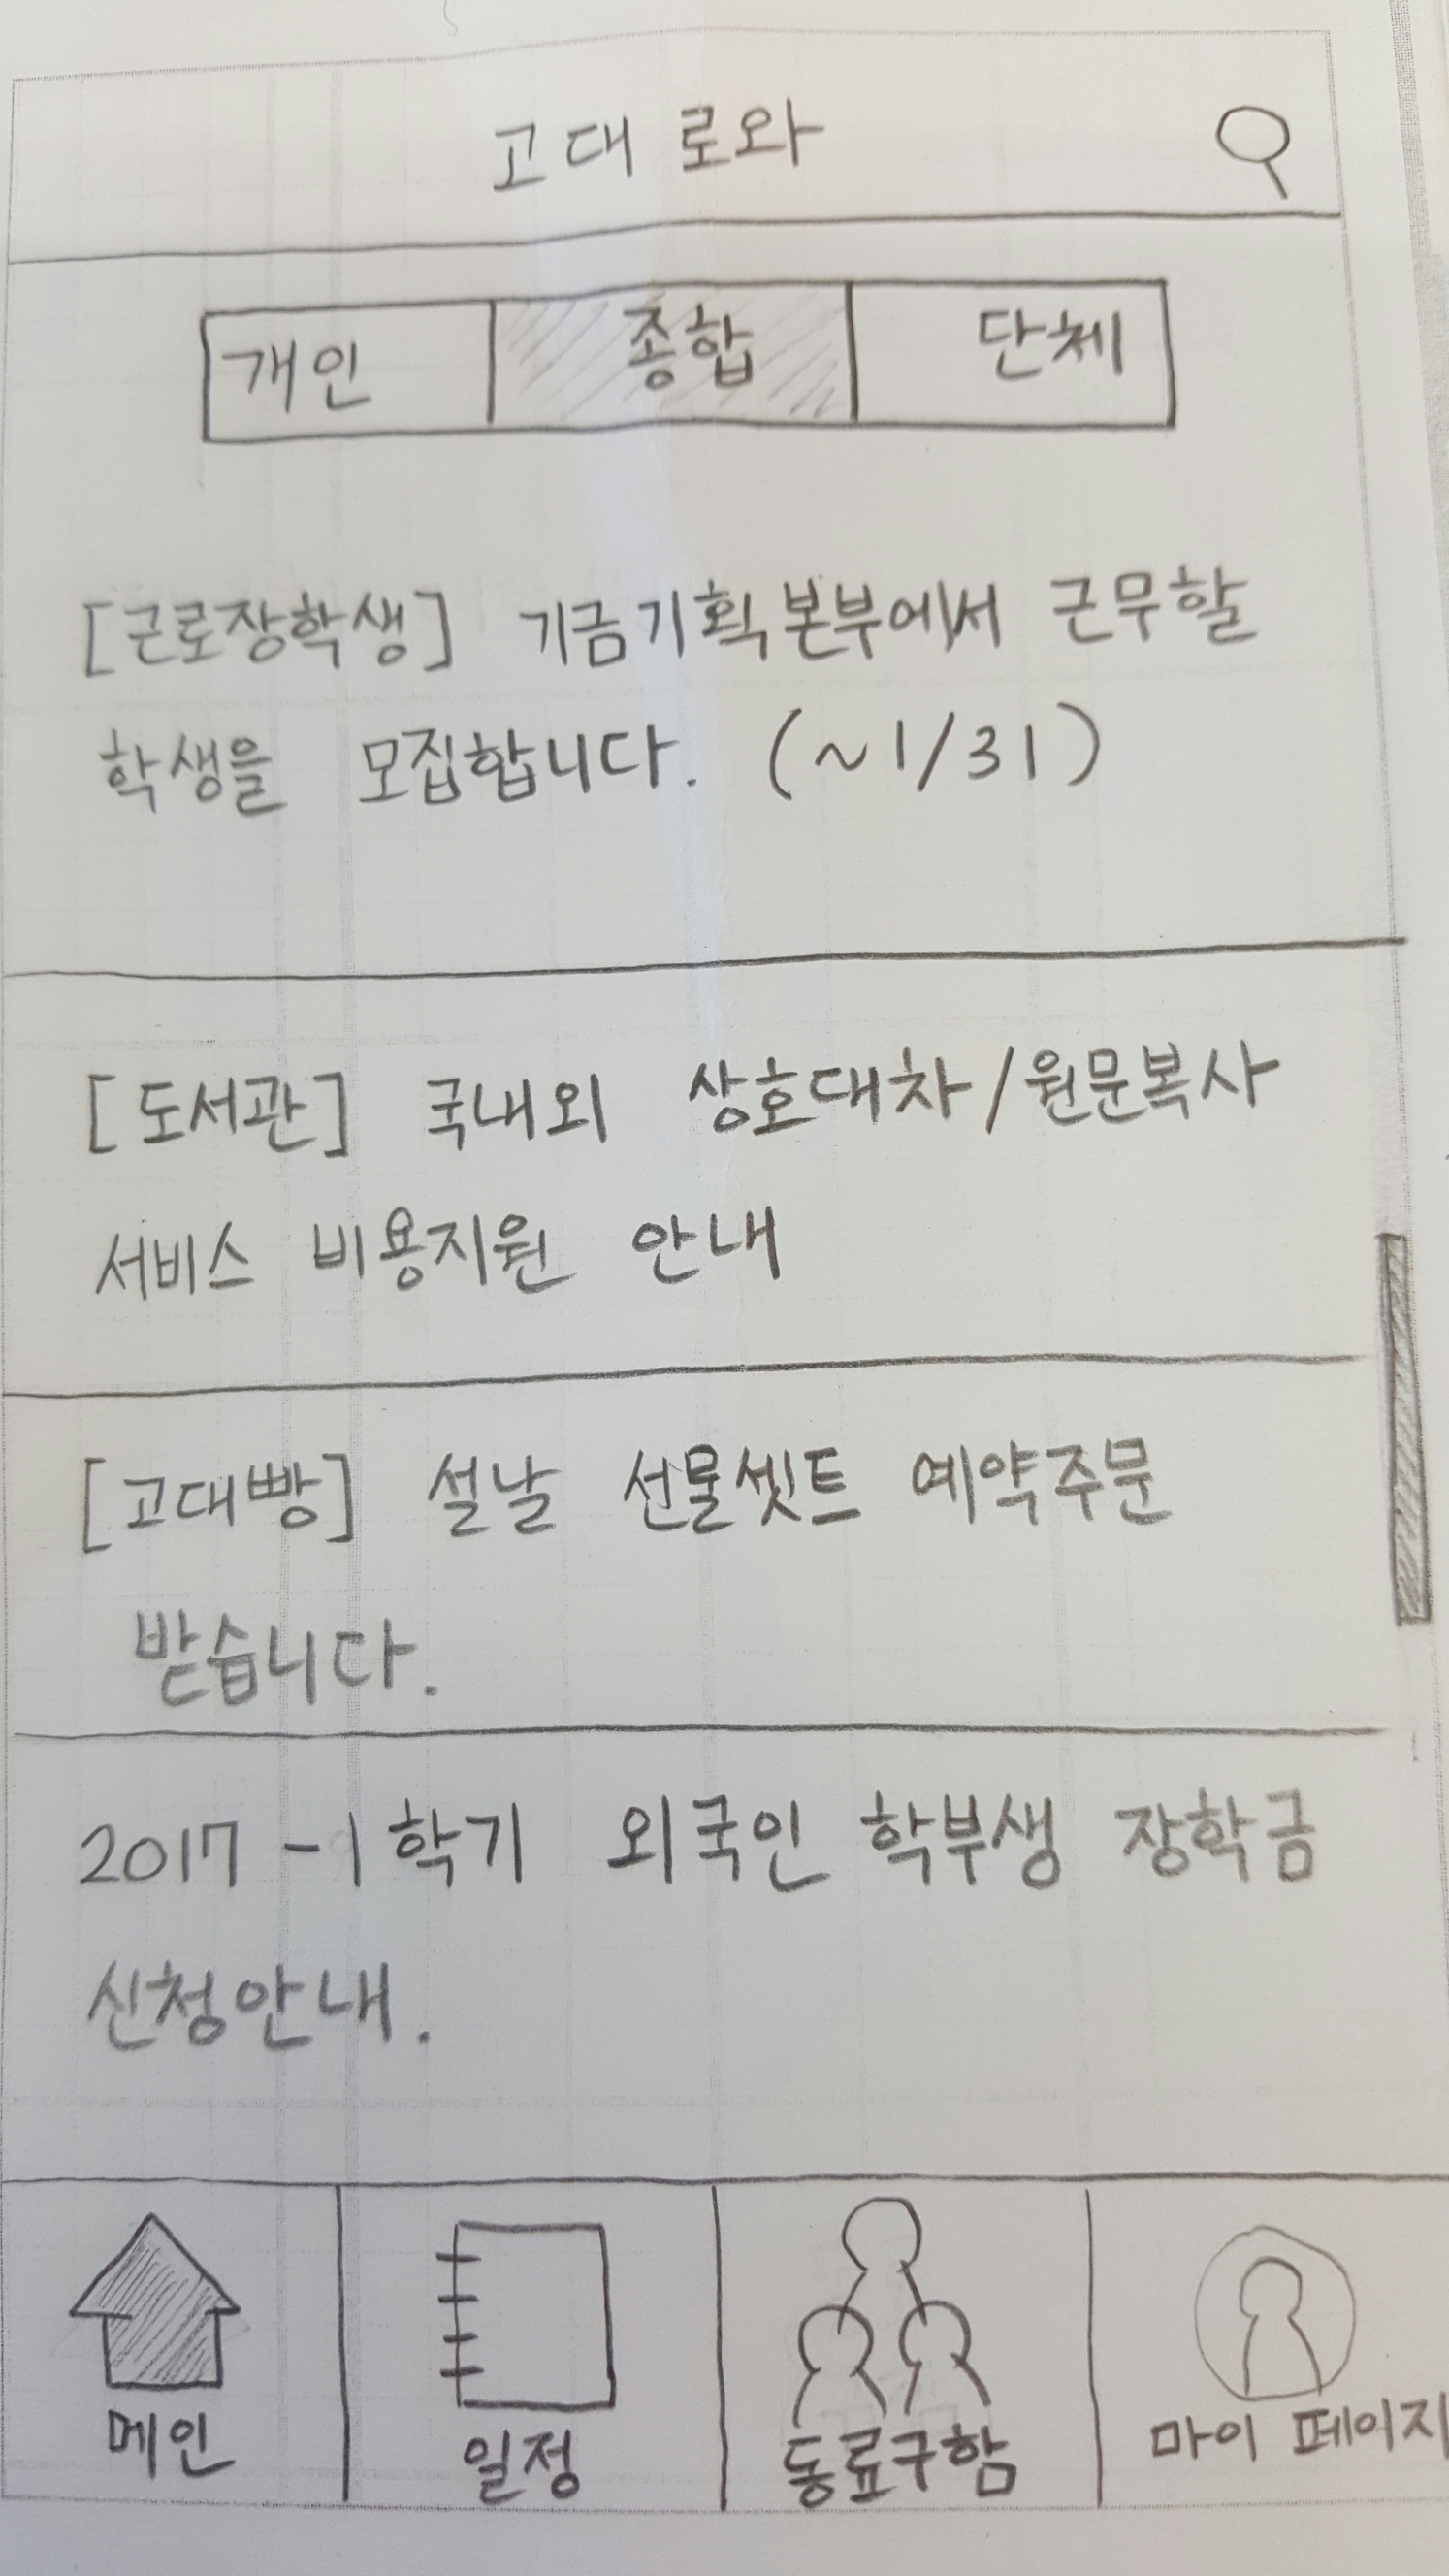 고대 로와
개인 종합 단체
[근로장학생] 기금기획본부에서 근무할
학생을 모집합니다. (~1/31)
[도서관] 국내외 상호대차/원문복사
서비스 비용지원 안내
[고대빵] 설날 선물셋트 예약주문
받습니다.
2017-1학기 외국인 학부생 장학금
신청안내.
메인 일정 동료구함 마이 페이지